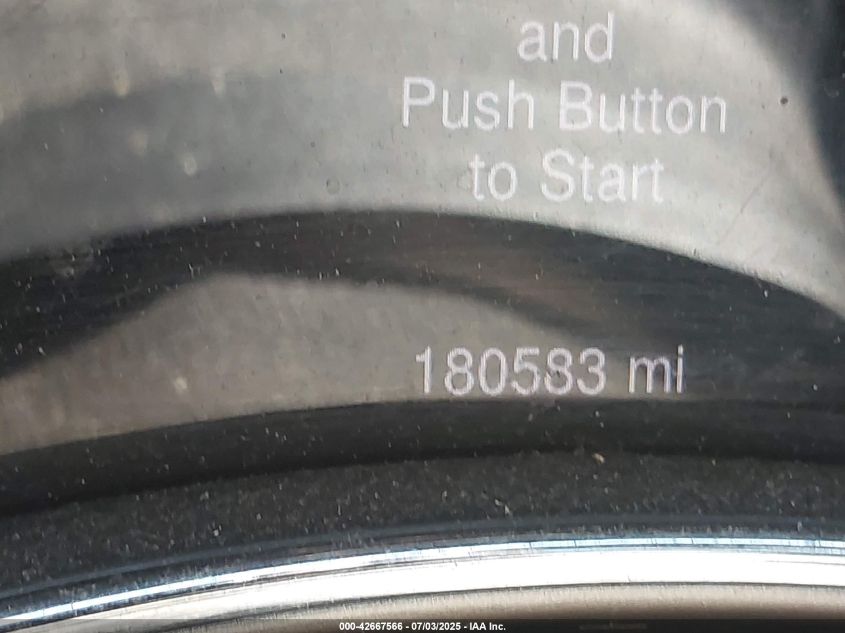 and
Push Button
to Start
180583 mi
000-42667566 - 07/03/2025 - IAA Inc.